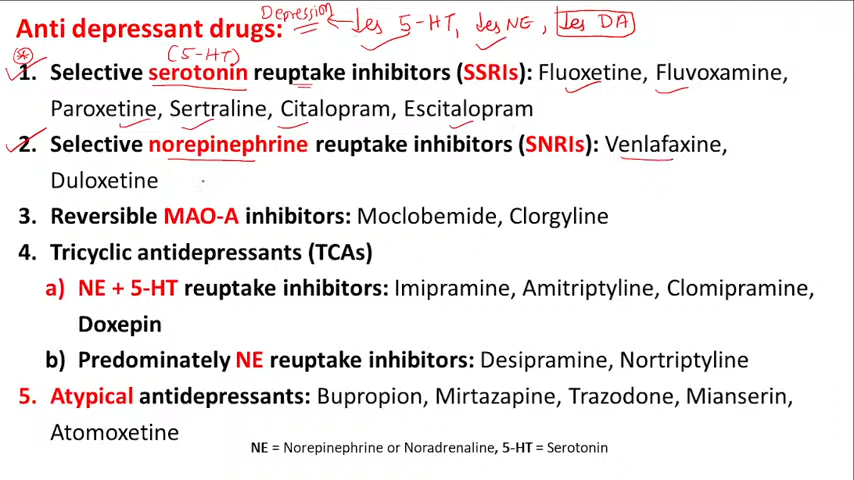 Anti depressant drugs: Depression ← ↓es 5-HT, ↓es NE, ↓es DA
(5-HT)
1. Selective serotonin reuptake inhibitors (SSRIs): Fluoxetine, Fluvoxamine,
Paroxetine, Sertraline, Citalopram, Escitalopram
2. Selective norepinephrine reuptake inhibitors (SNRIs): Venlafaxine,
Duloxetine
3. Reversible MAO-A inhibitors: Moclobemide, Clorgyline
4. Tricyclic antidepressants (TCAs)
a) NE + 5-HT reuptake inhibitors: Imipramine, Amitriptyline, Clomipramine,
Doxepin
b) Predominately NE reuptake inhibitors: Desipramine, Nortriptyline
5. Atypical antidepressants: Bupropion, Mirtazapine, Trazodone, Mianserin,
Atomoxetine
NE = Norepinephrine or Noradrenaline, 5-HT = Serotonin